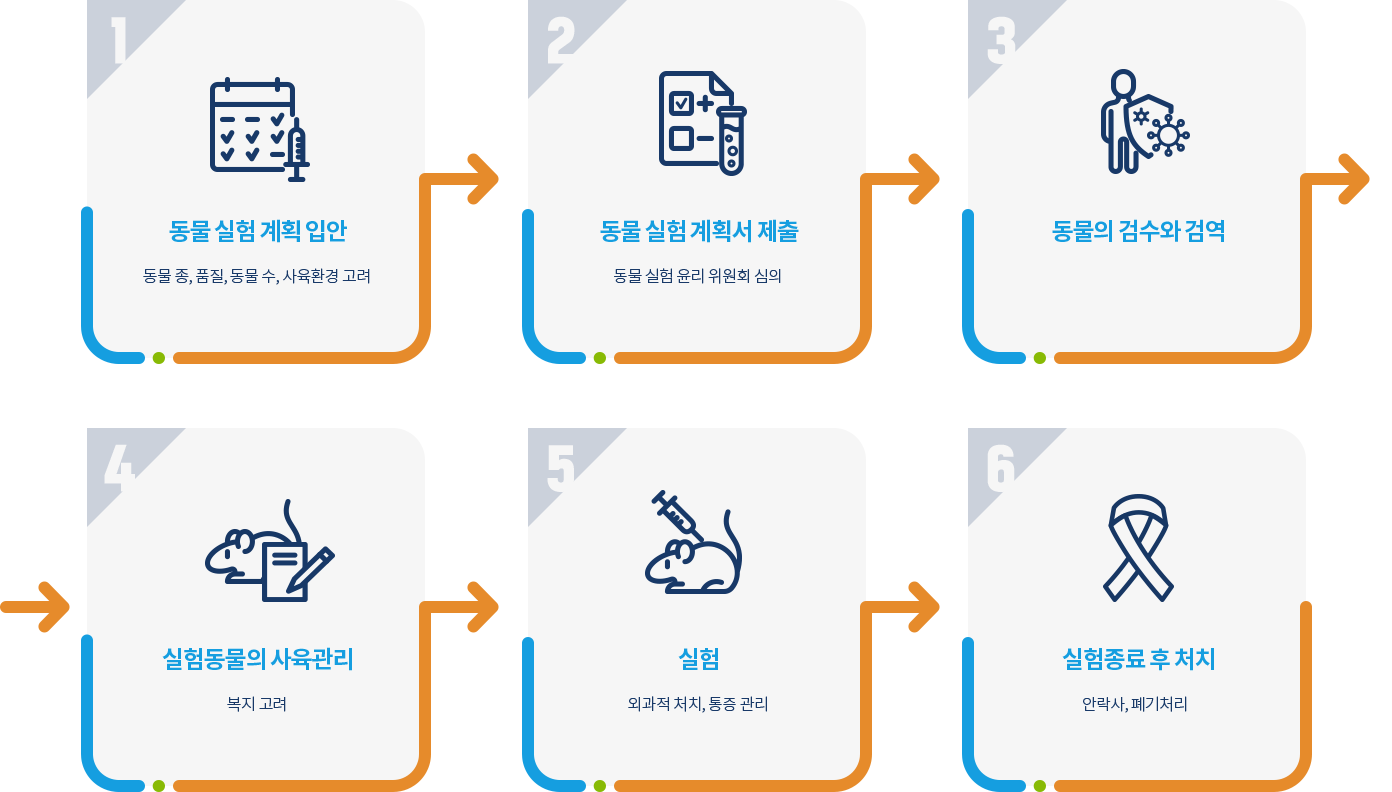 1
동물 실험 계획 입안
동물 종, 품질, 동물 수, 사육환경 고려
2
동물 실험 계획서 제출
동물 실험 윤리 위원회 심의
3
동물의 검수와 검역
4
실험동물의 사육관리
복지 고려
5
실험
외과적 처치, 통증 관리
6
실험종료 후 처치
안락사, 폐기처리